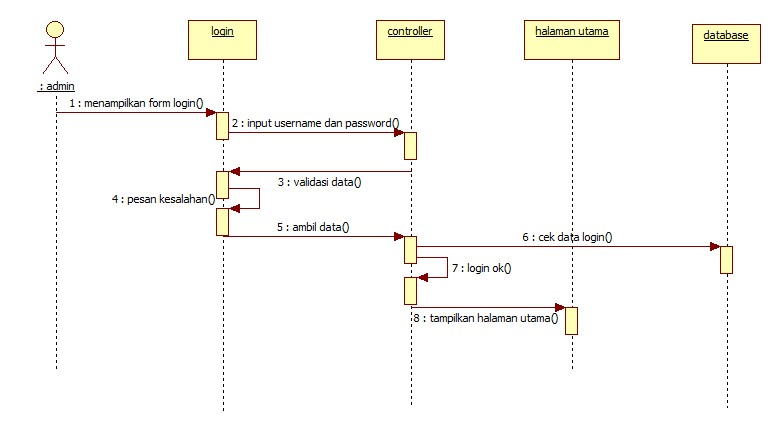 login
controller
halaman utama
database
: admin
1 : menampilkan form login()
2 : input username dan password()
3 : validasi data()
4 : pesan kesalahan()
5 : ambil data()
6 : cek data login()
7 : login ok()
8 : tampilkan halaman utama()